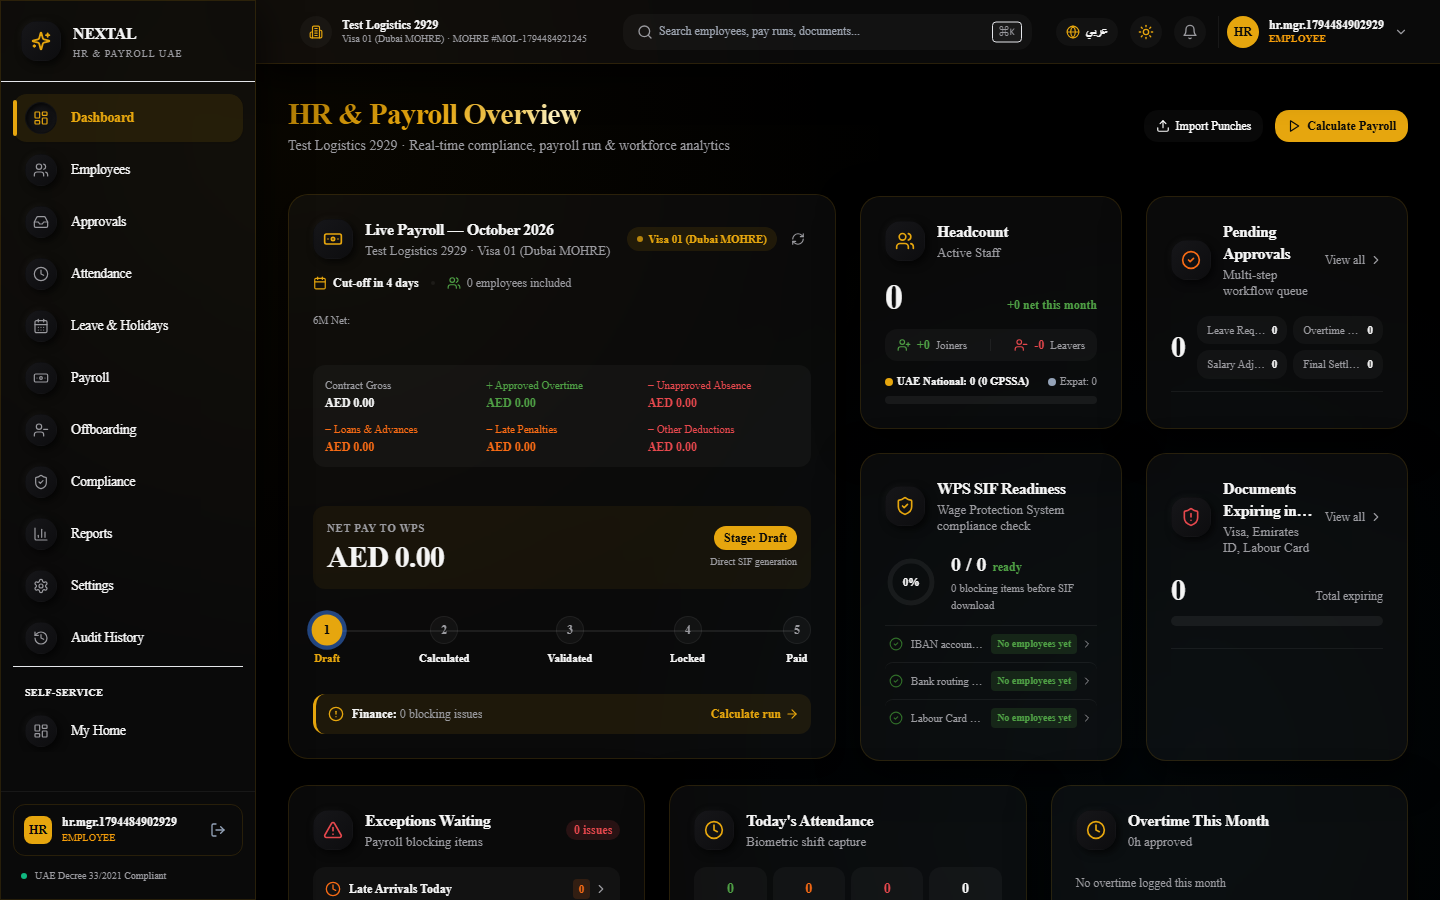 NEXTAL
HR & PAYROLL UAE
Dashboard
Employees
Approvals
Attendance
Leave & Holidays
Payroll
Offboarding
Compliance
Reports
Settings
Audit History
SELF-SERVICE
My Home
HR
hr.mgr.1794484902929
EMPLOYEE
UAE Decree 33/2021 Compliant
Test Logistics 2929
Visa 01 (Dubai MOHRE) · MOHRE #MOL-1794484921245
Search employees, pay runs, documents...
⌘K
عربي
HR
hr.mgr.1794484902929
EMPLOYEE
HR & Payroll Overview
Test Logistics 2929 · Real-time compliance, payroll run & workforce analytics
Import Punches
Calculate Payroll
Live Payroll — October 2026
Test Logistics 2929 · Visa 01 (Dubai MOHRE)
Visa 01 (Dubai MOHRE)
Cut-off in 4 days
0 employees included
6M Net:
Contract Gross
AED 0.00
+ Approved Overtime
AED 0.00
− Unapproved Absence
AED 0.00
− Loans & Advances
AED 0.00
− Late Penalties
AED 0.00
− Other Deductions
AED 0.00
NET PAY TO WPS
AED 0.00
Stage: Draft
Direct SIF generation
1
2
3
4
5
Draft
Calculated
Validated
Locked
Paid
Finance: 0 blocking issues
Calculate run
Headcount
Active Staff
0
+0 net this month
+0 Joiners
-0 Leavers
UAE National: 0 (0 GPSSA)
Expat: 0
Pending
Approvals
Multi-step
workflow queue
View all
0
Leave Req... 0
Overtime ... 0
Salary Adj... 0
Final Settl... 0
WPS SIF Readiness
Wage Protection System
compliance check
0%
0 / 0 ready
0 blocking items before SIF
download
IBAN accoun... No employees yet
Bank routing ... No employees yet
Labour Card ... No employees yet
Documents
Expiring in...
Visa, Emirates
ID, Labour Card
View all
0
Total expiring
Exceptions Waiting
Payroll blocking items
0 issues
Late Arrivals Today
0
Today's Attendance
Biometric shift capture
0
0
0
0
Overtime This Month
0h approved
No overtime logged this month